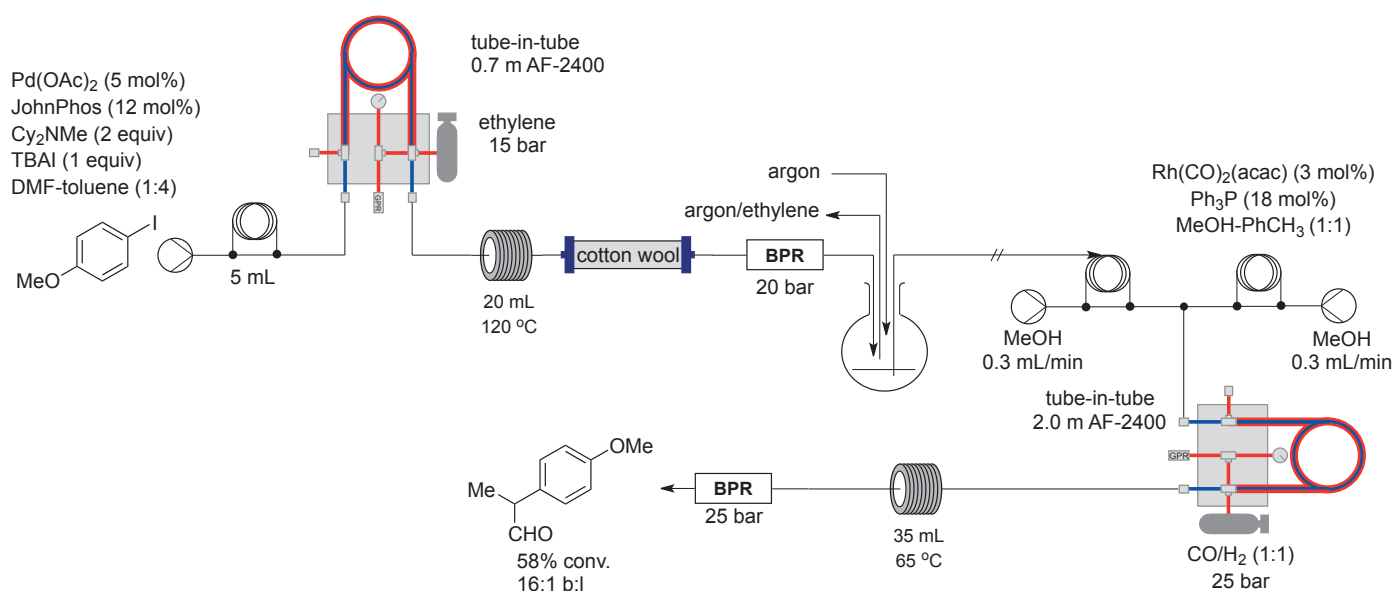 Pd(OAc)₂ (5 mol%)
JohnPhos (12 mol%)
Cy₂NMe (2 equiv)
TBAI (1 equiv)
DMF-toluene (1:4)
I
MeO
5 mL
tube-in-tube
0.7 m AF-2400
ethylene
15 bar
GPR
20 mL
120 ºC
cotton wool
BPR
20 bar
argon
argon/ethylene
Rh(CO)₂(acac) (3 mol%)
Ph₃P (18 mol%)
MeOH-PhCH₃ (1:1)
MeOH
0.3 mL/min
MeOH
0.3 mL/min
tube-in-tube
2.0 m AF-2400
GPR
CO/H₂ (1:1)
25 bar
35 mL
65 ºC
BPR
25 bar
OMe
Me
CHO
58% conv.
16:1 b:l